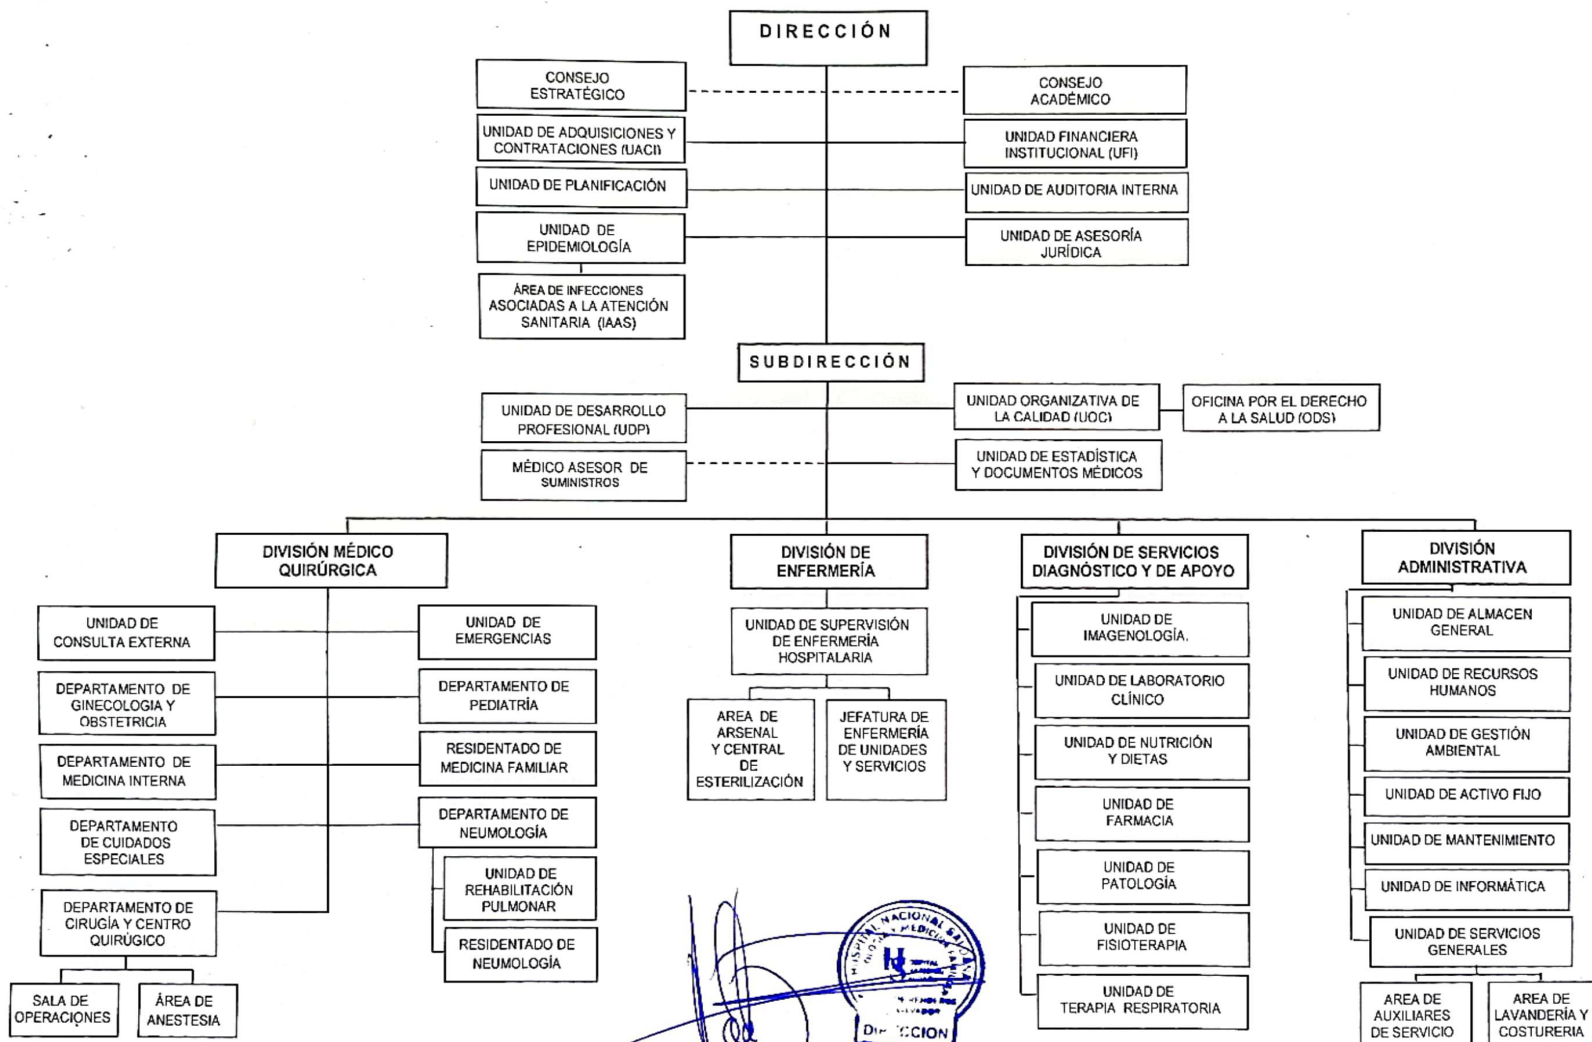 DIRECCIÓN
CONSEJO
ESTRATÉGICO
CONSEJO
ACADÉMICO
UNIDAD DE ADQUISICIONES Y
CONTRATACIONES (UACI)
UNIDAD FINANCIERA
INSTITUCIONAL (UFI)
UNIDAD DE PLANIFICACIÓN
UNIDAD DE AUDITORIA INTERNA
UNIDAD DE
EPIDEMIOLOGÍA
UNIDAD DE ASESORÍA
JURÍDICA
ÁREA DE INFECCIONES
ASOCIADAS A LA ATENCIÓN
SANITARIA (IAAS)
SUBDIRECCIÓN
UNIDAD DE DESARROLLO
PROFESIONAL (UDP)
UNIDAD ORGANIZATIVA DE
LA CALIDAD (UOC)
OFICINA POR EL DERECHO
A LA SALUD (ODS)
MÉDICO ASESOR DE
SUMINISTROS
UNIDAD DE ESTADÍSTICA
Y DOCUMENTOS MÉDICOS
DIVISIÓN MÉDICO
QUIRÚRGICA
UNIDAD DE
CONSULTA EXTERNA
UNIDAD DE
EMERGENCIAS
DEPARTAMENTO DE
GINECOLOGIA Y
OBSTETRICIA
DEPARTAMENTO DE
PEDIATRÍA
DEPARTAMENTO DE
MEDICINA INTERNA
RESIDENTADO DE
MEDICINA FAMILIAR
DEPARTAMENTO
DE CUIDADOS
ESPECIALES
DEPARTAMENTO DE
NEUMOLOGÍA
UNIDAD DE
REHABILITACIÓN
PULMONAR
DEPARTAMENTO DE
CIRUGÍA Y CENTRO
QUIRÚGICO
RESIDENTADO DE
NEUMOLOGÍA
SALA DE
OPERACIONES
ÁREA DE
ANESTESIA
DIVISIÓN DE
ENFERMERÍA
UNIDAD DE SUPERVISIÓN
DE ENFERMERÍA
HOSPITALARIA
AREA DE
ARSENAL
Y CENTRAL
DE
ESTERILIZACIÓN
JEFATURA DE
ENFERMERÍA
DE UNIDADES
Y SERVICIOS
DIVISIÓN DE SERVICIOS
DIAGNÓSTICO Y DE APOYO
UNIDAD DE
IMAGENOLOGÍA.
UNIDAD DE LABORATORIO
CLÍNICO
UNIDAD DE NUTRICIÓN
Y DIETAS
UNIDAD DE
FARMACIA
UNIDAD DE
PATOLOGÍA
UNIDAD DE
FISIOTERAPIA
UNIDAD DE
TERAPIA RESPIRATORIA
DIVISIÓN
ADMINISTRATIVA
UNIDAD DE ALMACEN
GENERAL
UNIDAD DE RECURSOS
HUMANOS
UNIDAD DE GESTIÓN
AMBIENTAL
UNIDAD DE ACTIVO FIJO
UNIDAD DE MANTENIMIENTO
UNIDAD DE INFORMÁTICA
UNIDAD DE SERVICIOS
GENERALES
AREA DE
AUXILIARES
DE SERVICIO
AREA DE
LAVANDERÍA Y
COSTURERIA
HOSPITAL NACIONAL SALDAÑA